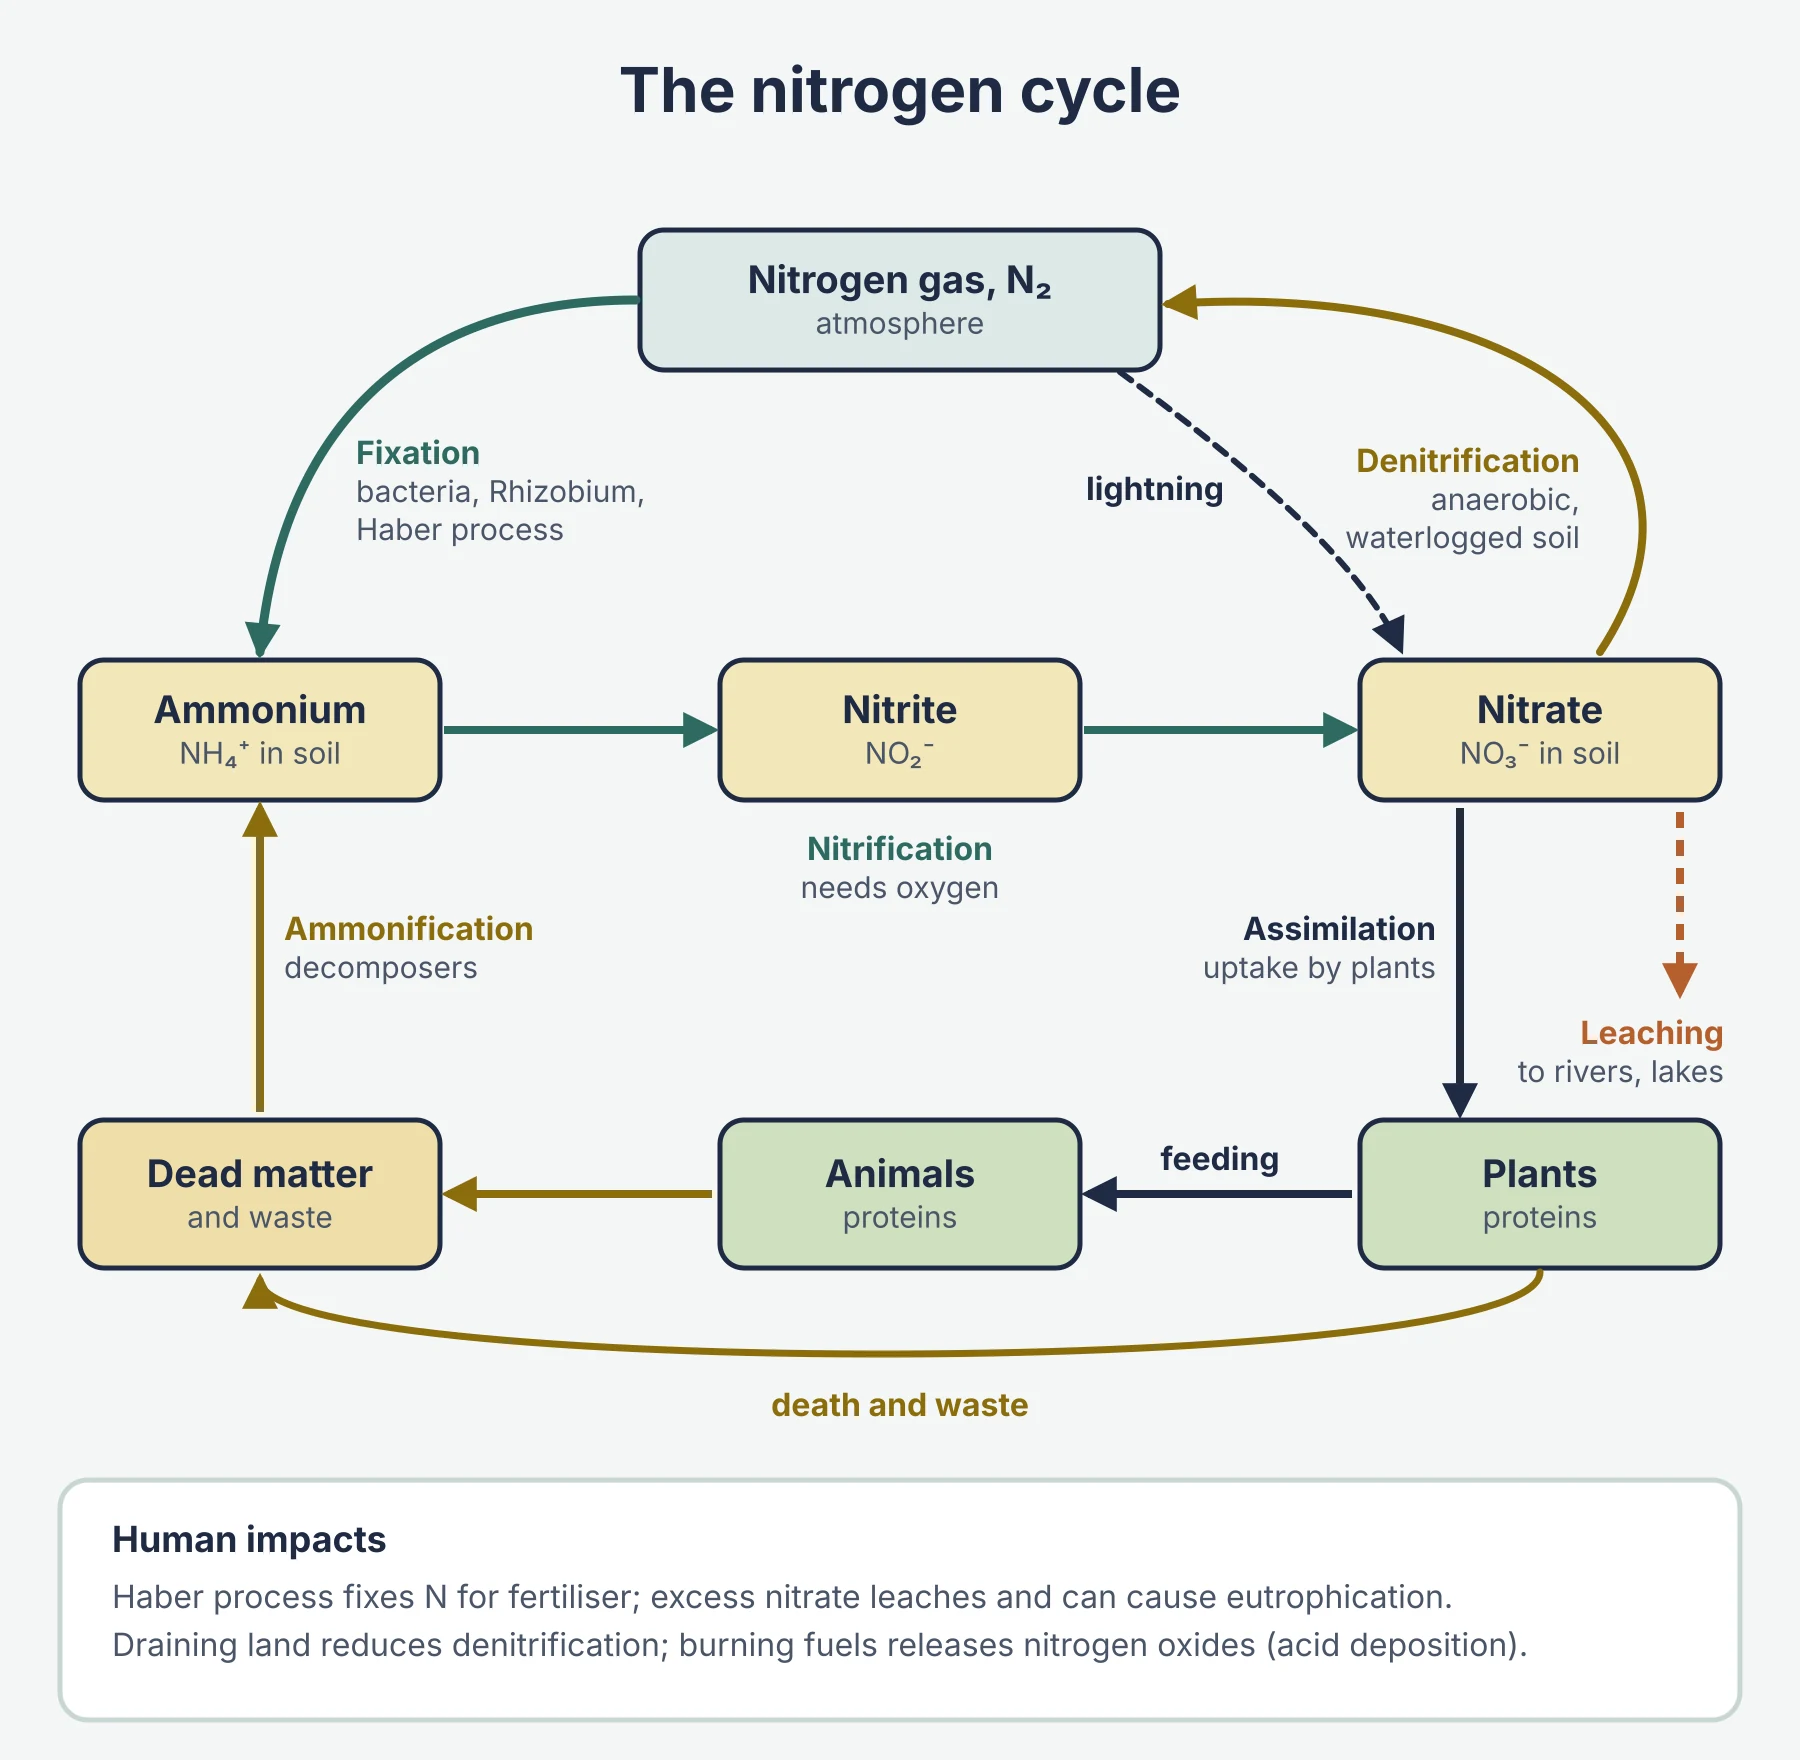 The nitrogen cycle
Nitrogen gas, N₂
atmosphere
Fixation
bacteria, Rhizobium,
Haber process
lightning
Denitrification
anaerobic,
waterlogged soil
Ammonium
NH₄⁺ in soil
Nitrite
NO₂⁻
Nitrate
NO₃⁻ in soil
Nitrification
needs oxygen
Ammonification
decomposers
Assimilation
uptake by plants
Leaching
to rivers, lakes
Dead matter
and waste
Animals
proteins
feeding
Plants
proteins
death and waste
Human impacts
Haber process fixes N for fertiliser; excess nitrate leaches and can cause eutrophication.
Draining land reduces denitrification; burning fuels releases nitrogen oxides (acid deposition).